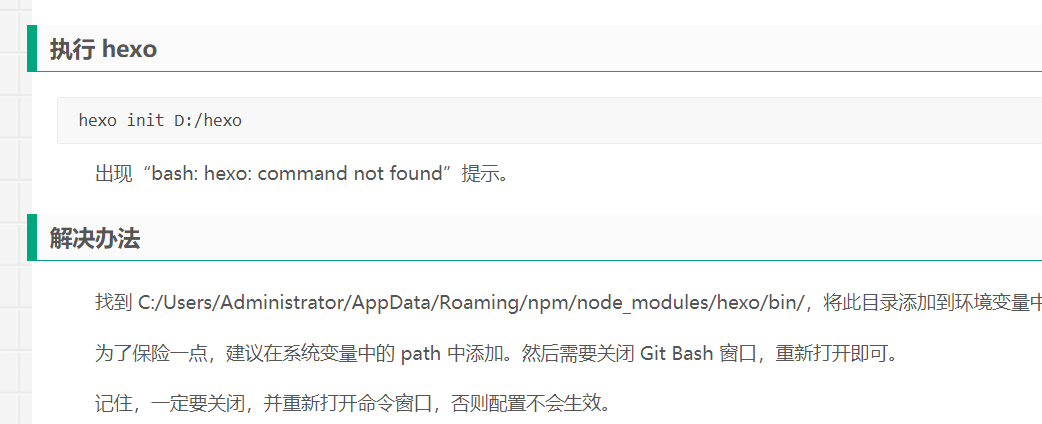 执行 hexo
hexo init D:/hexo
出现“bash: hexo: command not found”提示。
解决办法
找到 C:/Users/Administrator/AppData/Roaming/npm/node_modules/hexo/bin/，将此目录添加到环境变量中
为了保险一点，建议在系统变量中的 path 中添加。然后需要关闭 Git Bash 窗口，重新打开即可。
记住，一定要关闭，并重新打开命令窗口，否则配置不会生效。